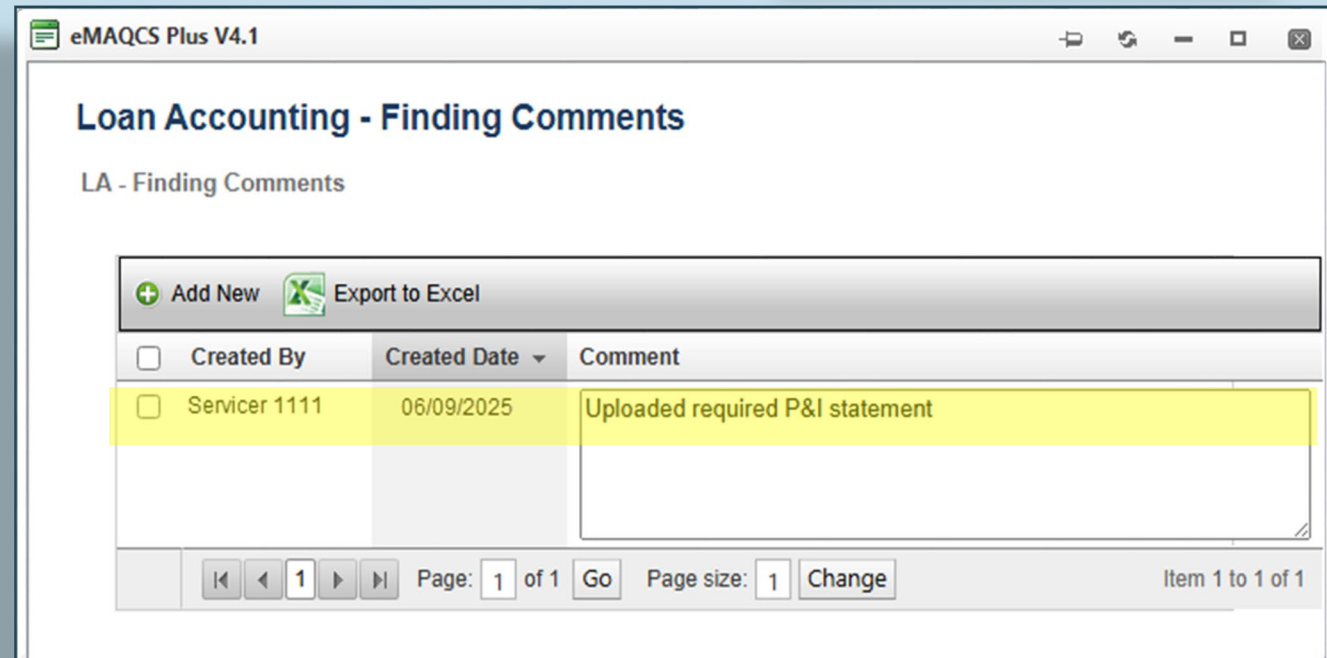 eMAQCS Plus V4.1
Loan Accounting - Finding Comments
LA - Finding Comments
Add New Export to Excel
Created By Created Date Comment
Servicer 1111 06/09/2025 Uploaded required P&I statement
1 Page: 1 of 1 Go Page size: 1 Change Item 1 to 1 of 1